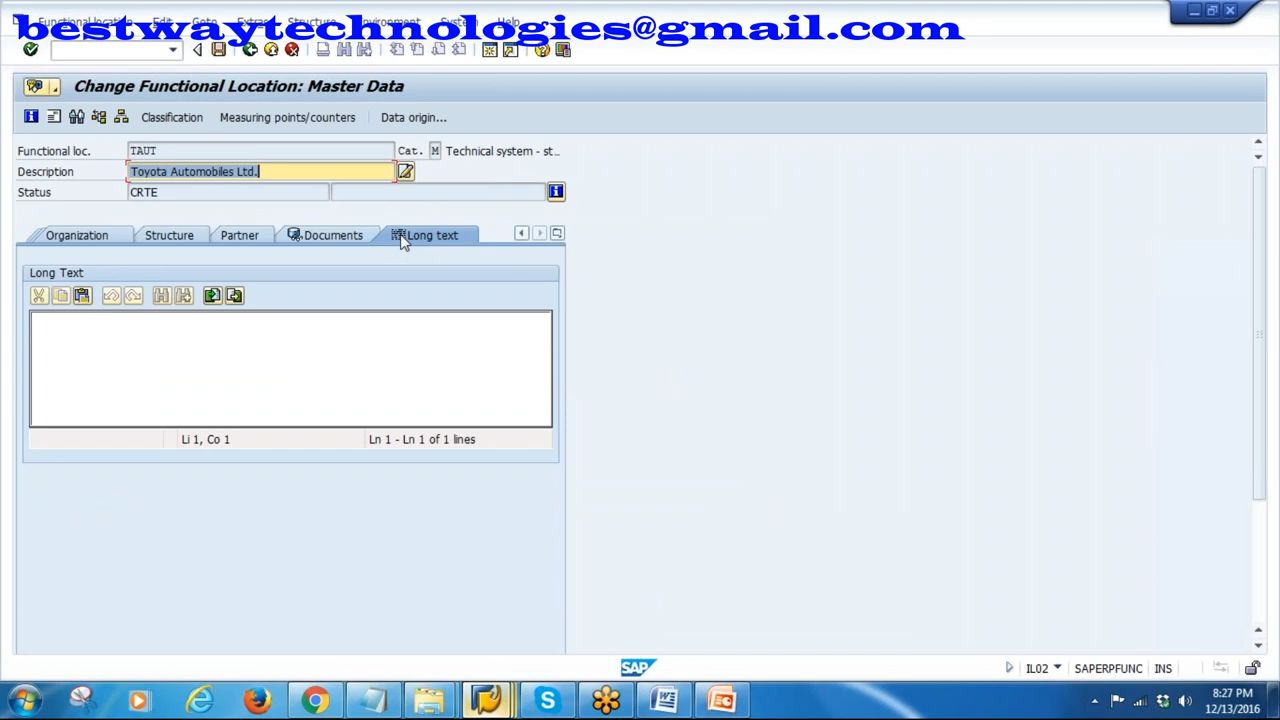 Functional location Edit Goto Extras Structure Environment System Help
bestwaytechnologies@gmail.com
Change Functional Location: Master Data
Classification Measuring points/counters Data origin...
Functional loc. TAUT Cat. M Technical system - st...
Description Toyota Automobiles Ltd.
Status CRTE
Organization Structure Partner Documents Long text
Long Text
Li 1, Co 1 Ln 1 - Ln 1 of 1 lines
SAP IL02 SAPERPFUNC INS
8:27 PM
12/13/2016